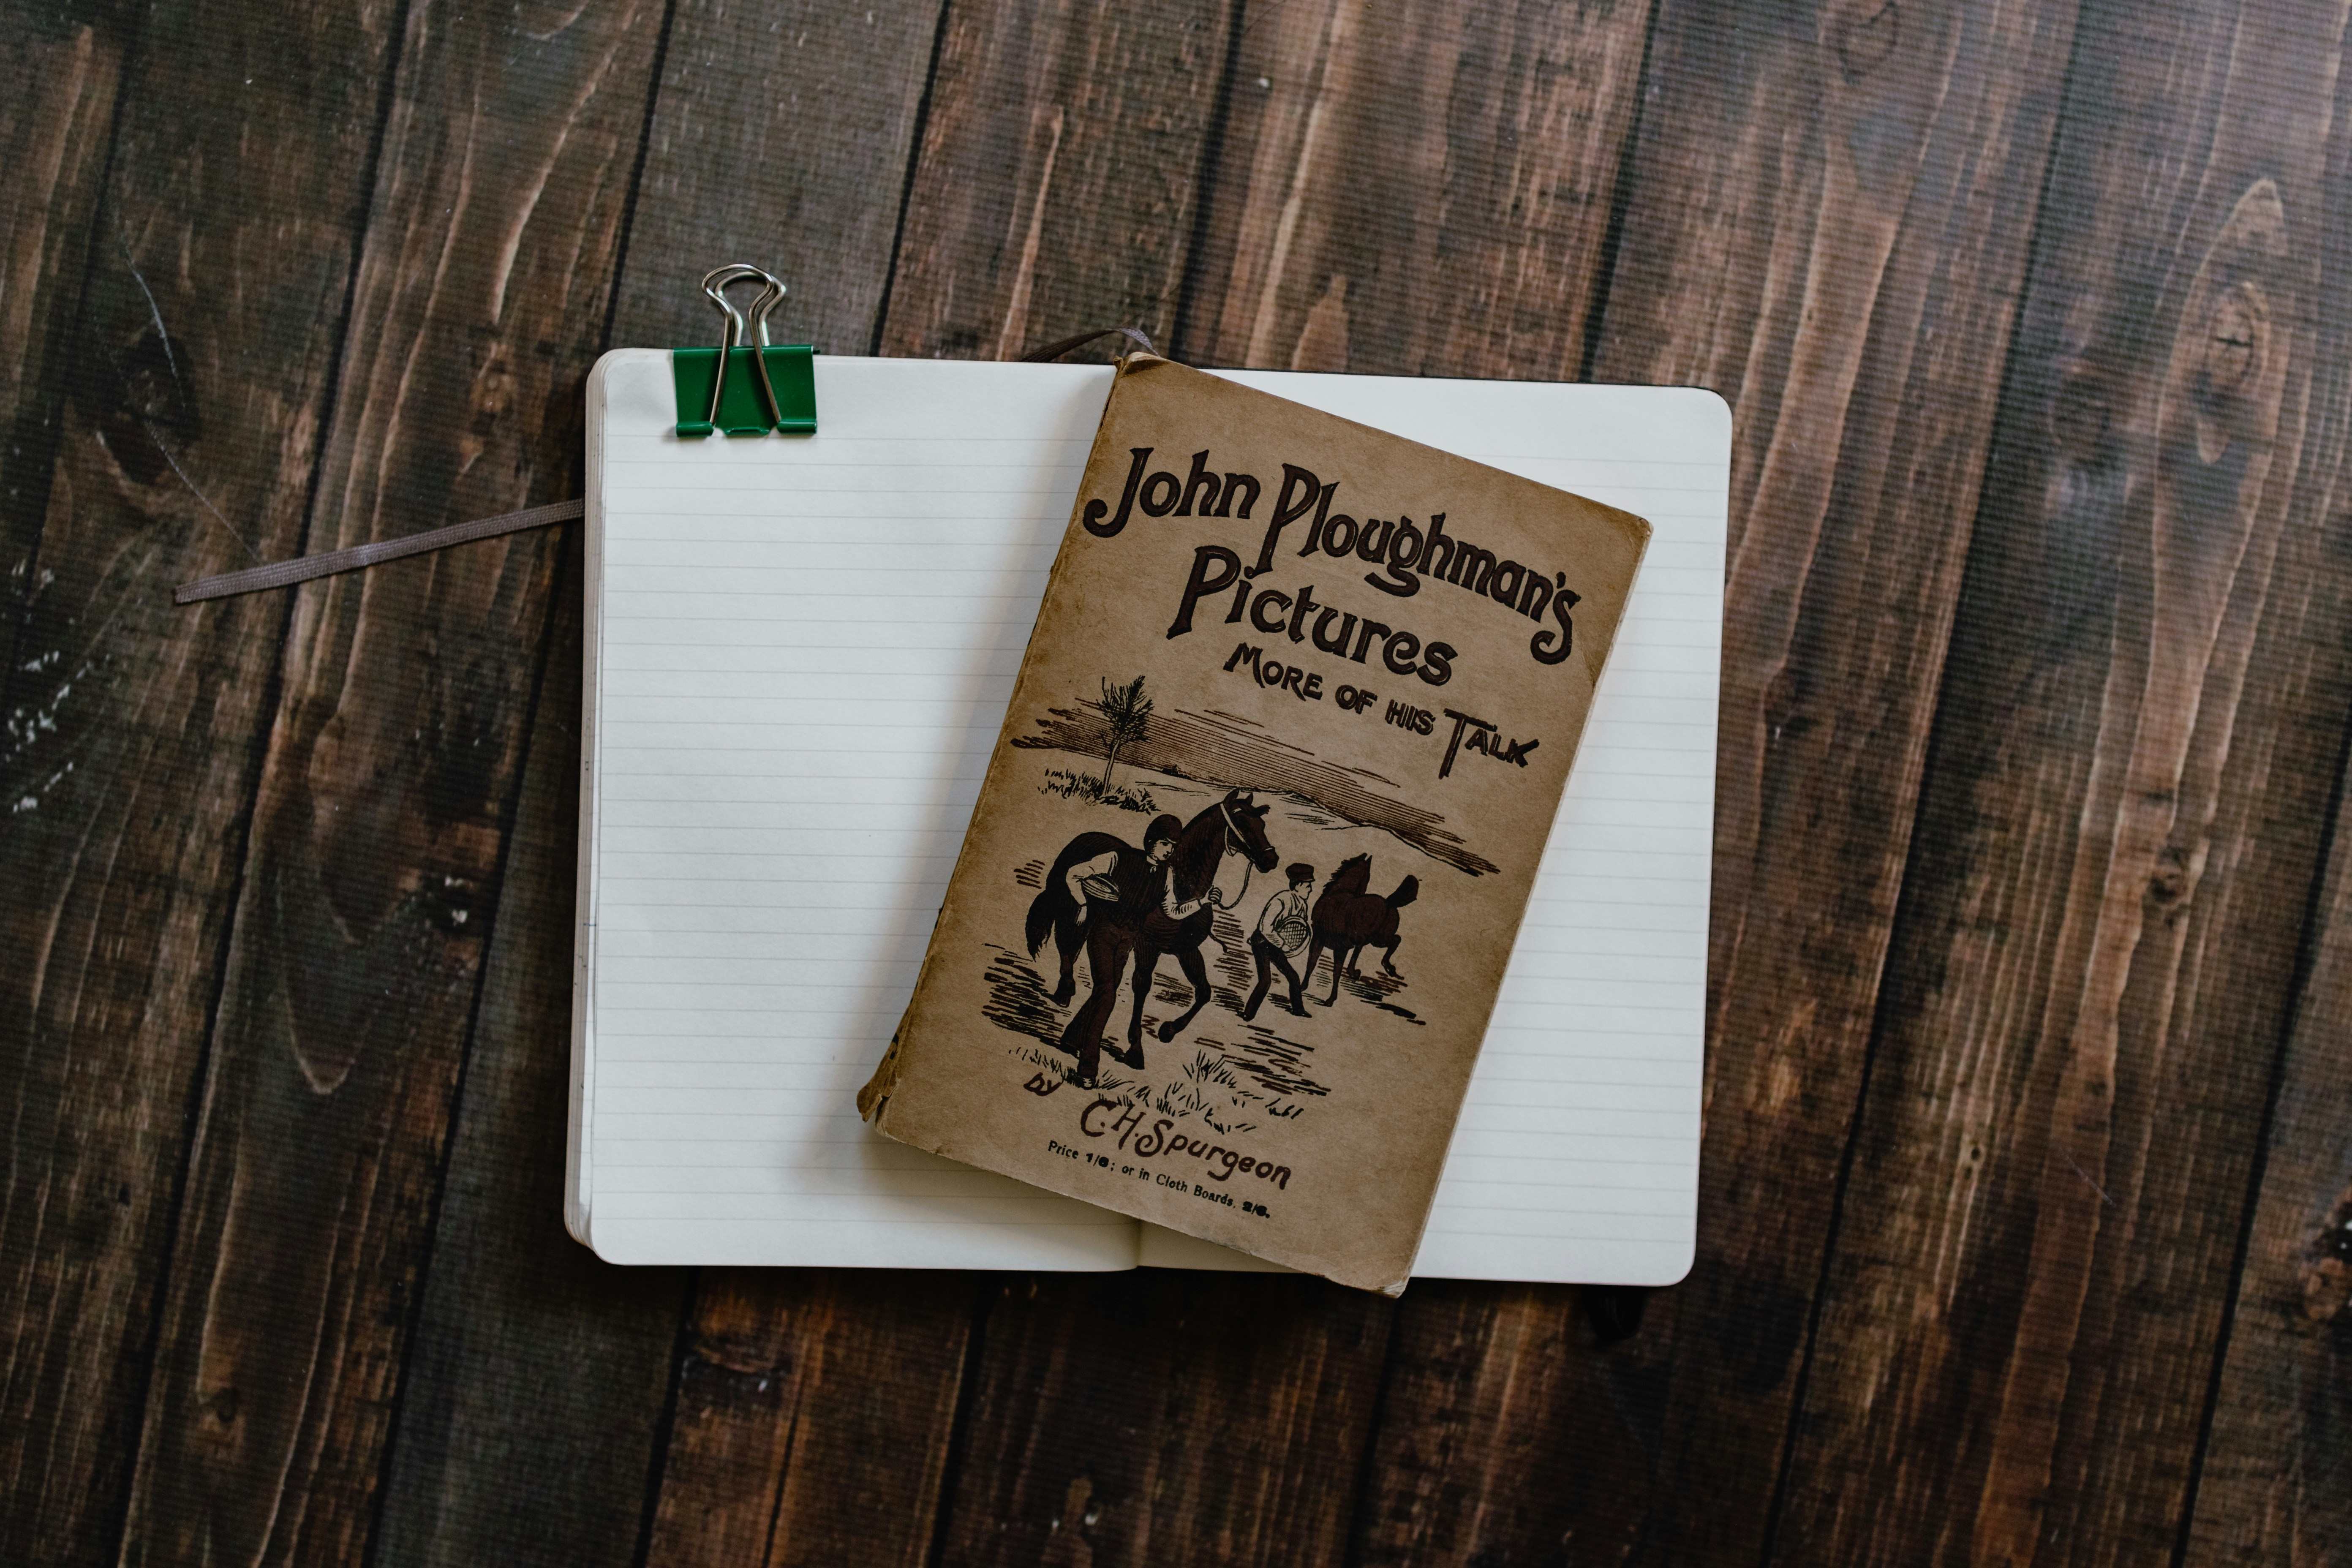 John Ploughman's
Pictures
MORE OF HIS TALK
by
C.H. Spurgeon
Price 1/6; or in Cloth Boards, 2/6.